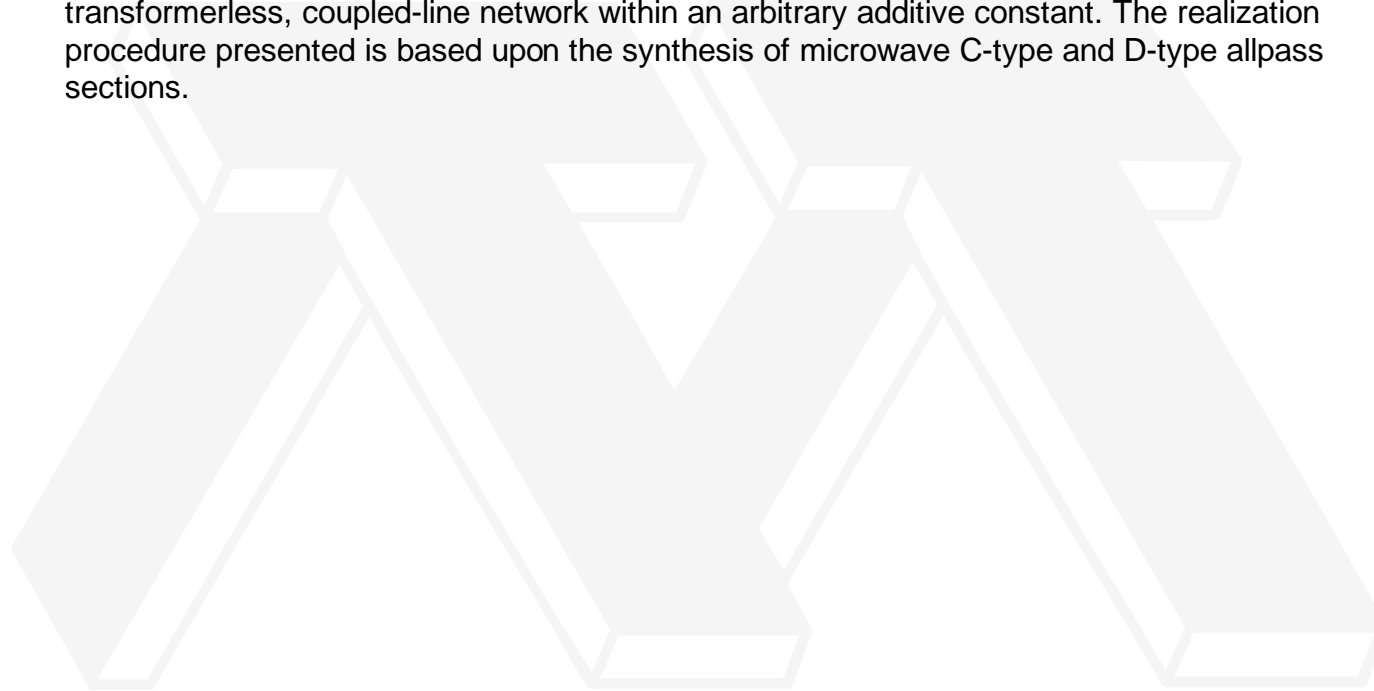 transformerless, coupled-line network within an arbitrary additive constant. The realization
procedure presented is based upon the synthesis of microwave C-type and D-type allpass
sections.